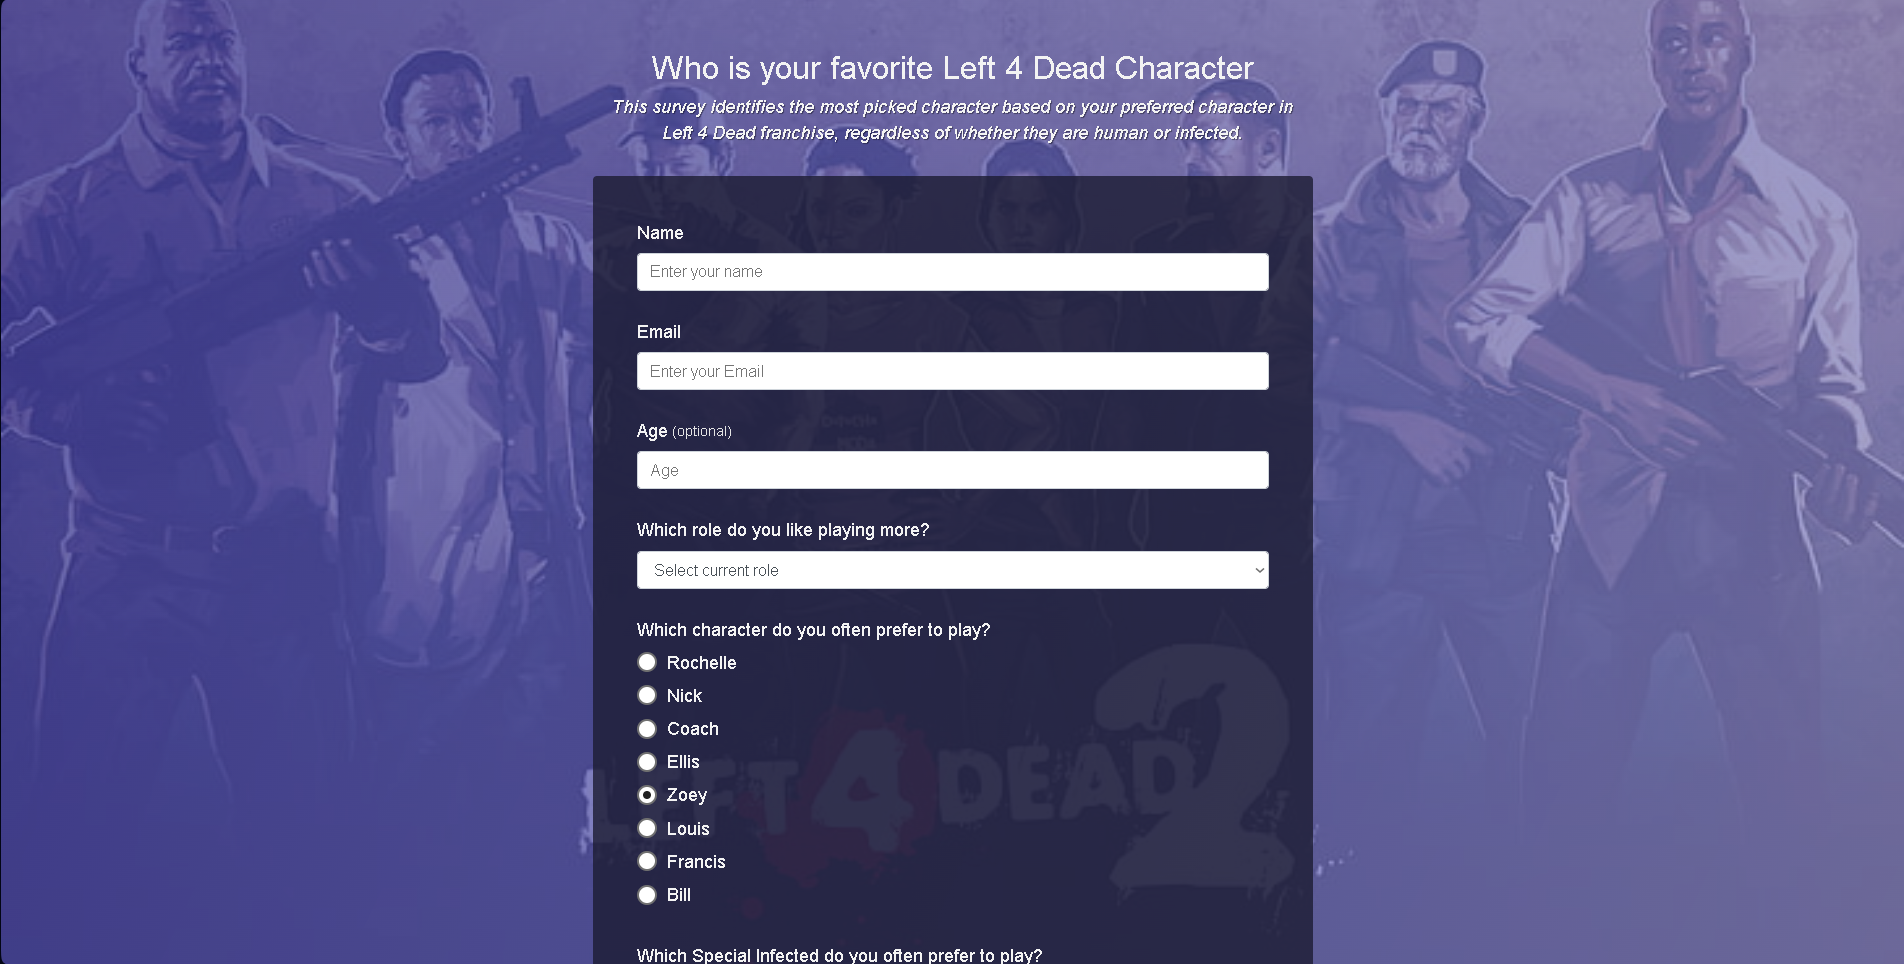 Who is your favorite Left 4 Dead Character
This survey identifies the most picked character based on your preferred character in
Left 4 Dead franchise, regardless of whether they are human or infected.
Name
Enter your name
Email
Enter your Email
Age (optional)
Age
Which role do you like playing more?
Select current role
Which character do you often prefer to play?
Rochelle
Nick
Coach
Ellis
Zoey
Louis
Francis
Bill
LEFT 4 DEAD 2
Which Special Infected do you often prefer to play?